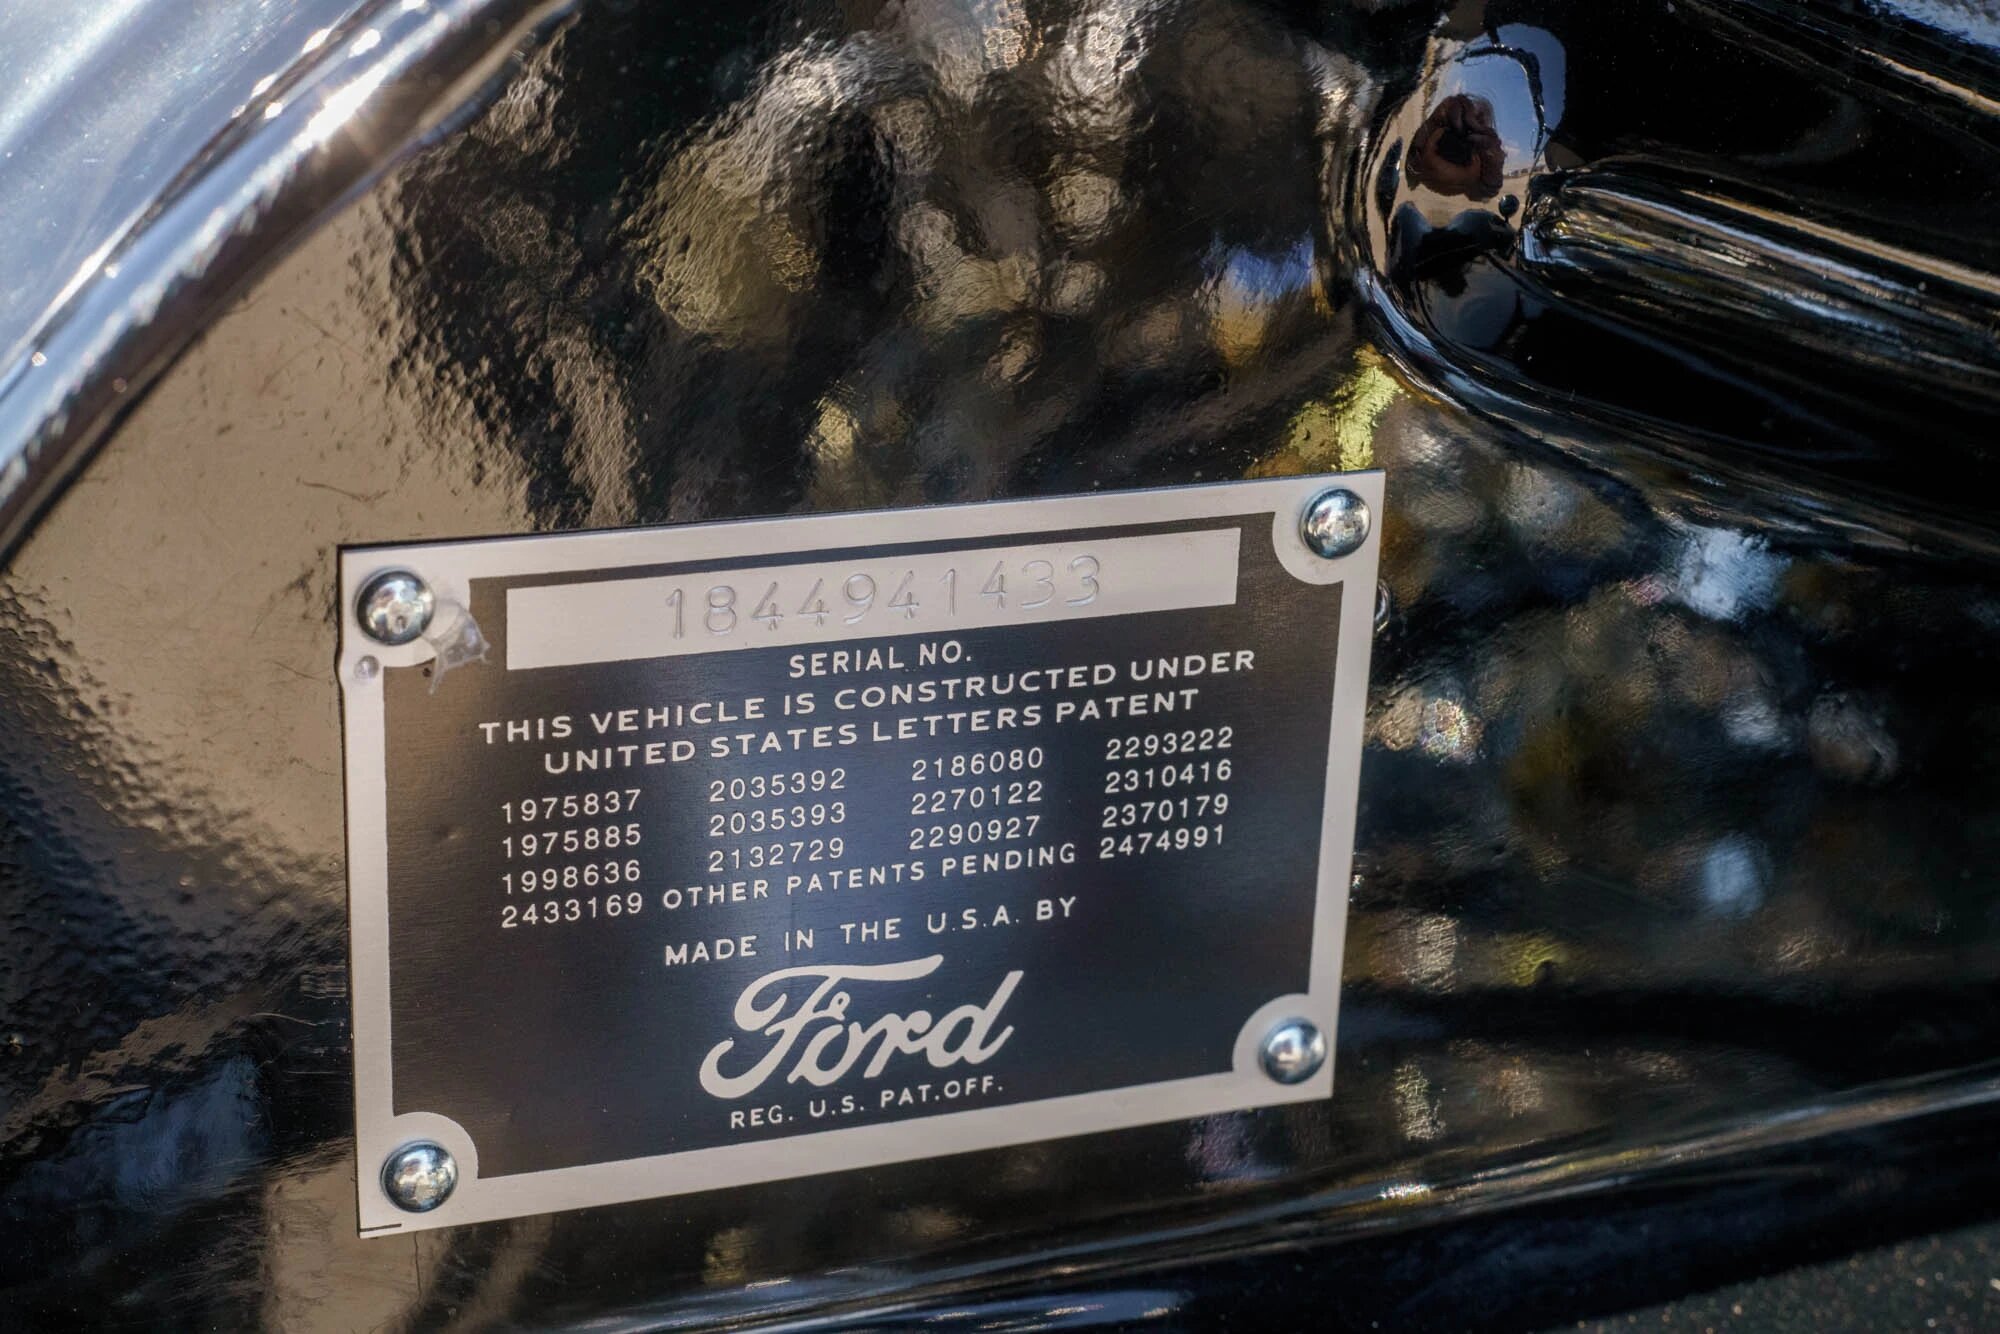 1844941433
SERIAL NO.
THIS VEHICLE IS CONSTRUCTED UNDER
UNITED STATES LETTERS PATENT
1975837 2035392 2186080 2293222
1975885 2035393 2270122 2310416
1998636 2132729 2290927 2370179
2433169 OTHER PATENTS PENDING 2474991
MADE IN THE U.S.A. BY
Ford
REG. U.S. PAT.OFF.